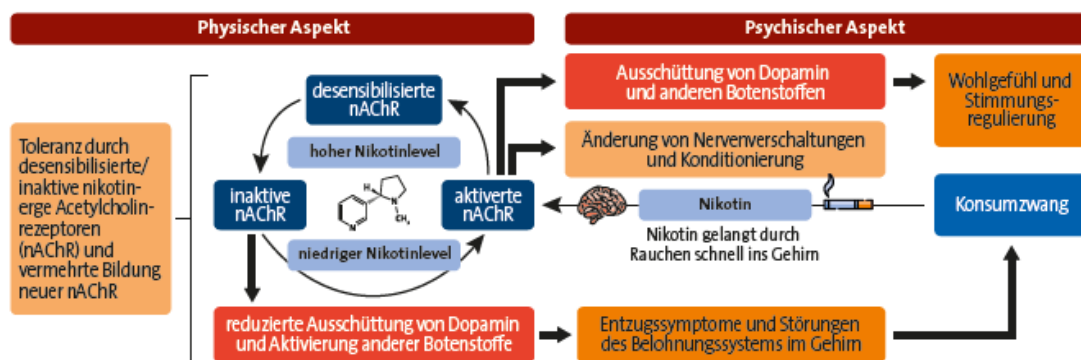 Physischer Aspekt
Psychischer Aspekt
Toleranz durch
desensibilisierte/
inaktive nikotin-
erge Acetylcholin-
rezeptoren
(nAChR) und
vermehrte Bildung
neuer nAChR
desensibilisierte
nAChR
hoher Nikotinlevel
inaktive
nAChR
H
N
CH₃
N
aktivierte
nAChR
niedriger Nikotinlevel
reduzierte Ausschüttung von Dopamin
und Aktivierung anderer Botenstoffe
Ausschüttung von Dopamin
und anderen Botenstoffen
Wohlgefühl und
Stimmungs-
regulierung
Änderung von Nervenverschaltungen
und Konditionierung
Nikotin
Nikotin gelangt durch
Rauchen schnell ins Gehirn
Konsumzwang
Entzugssymptome und Störungen
des Belohnungssystems im Gehirn